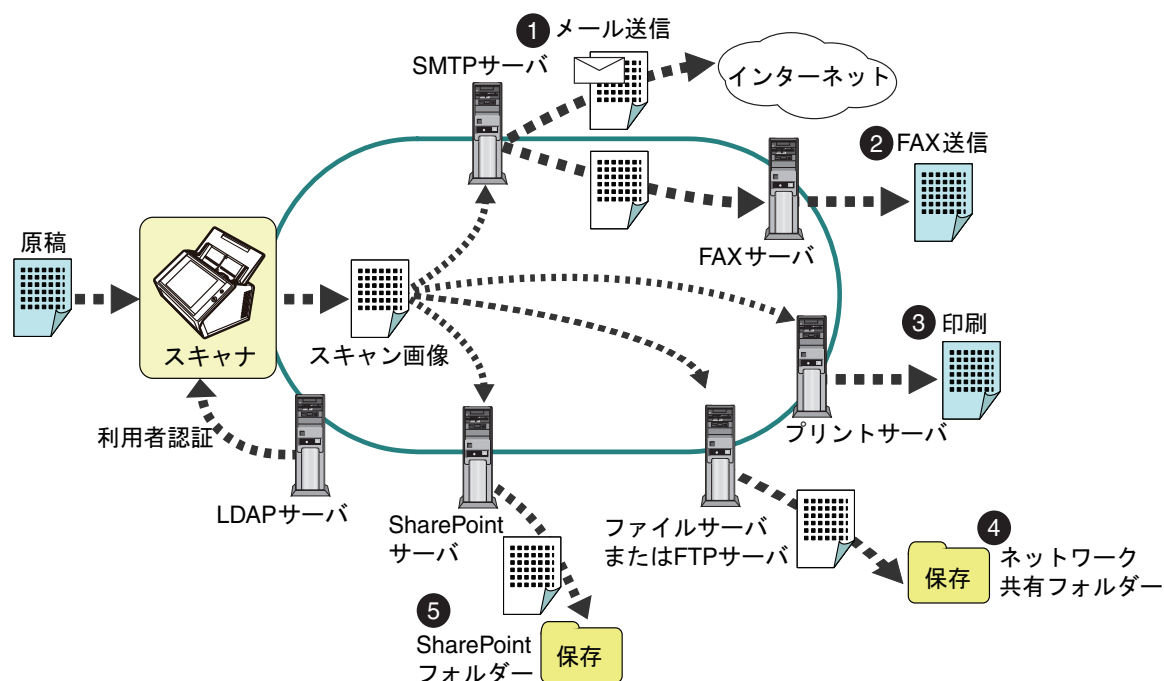 1 メール送信
SMTPサーバ
インターネット
2 FAX送信
FAXサーバ
原稿
スキャナ
スキャン画像
3 印刷
プリントサーバ
利用者認証
LDAPサーバ
SharePoint
サーバ
ファイルサーバ
またはFTPサーバ
4 ネットワーク
共有フォルダー
保存
5
SharePoint
フォルダー
保存